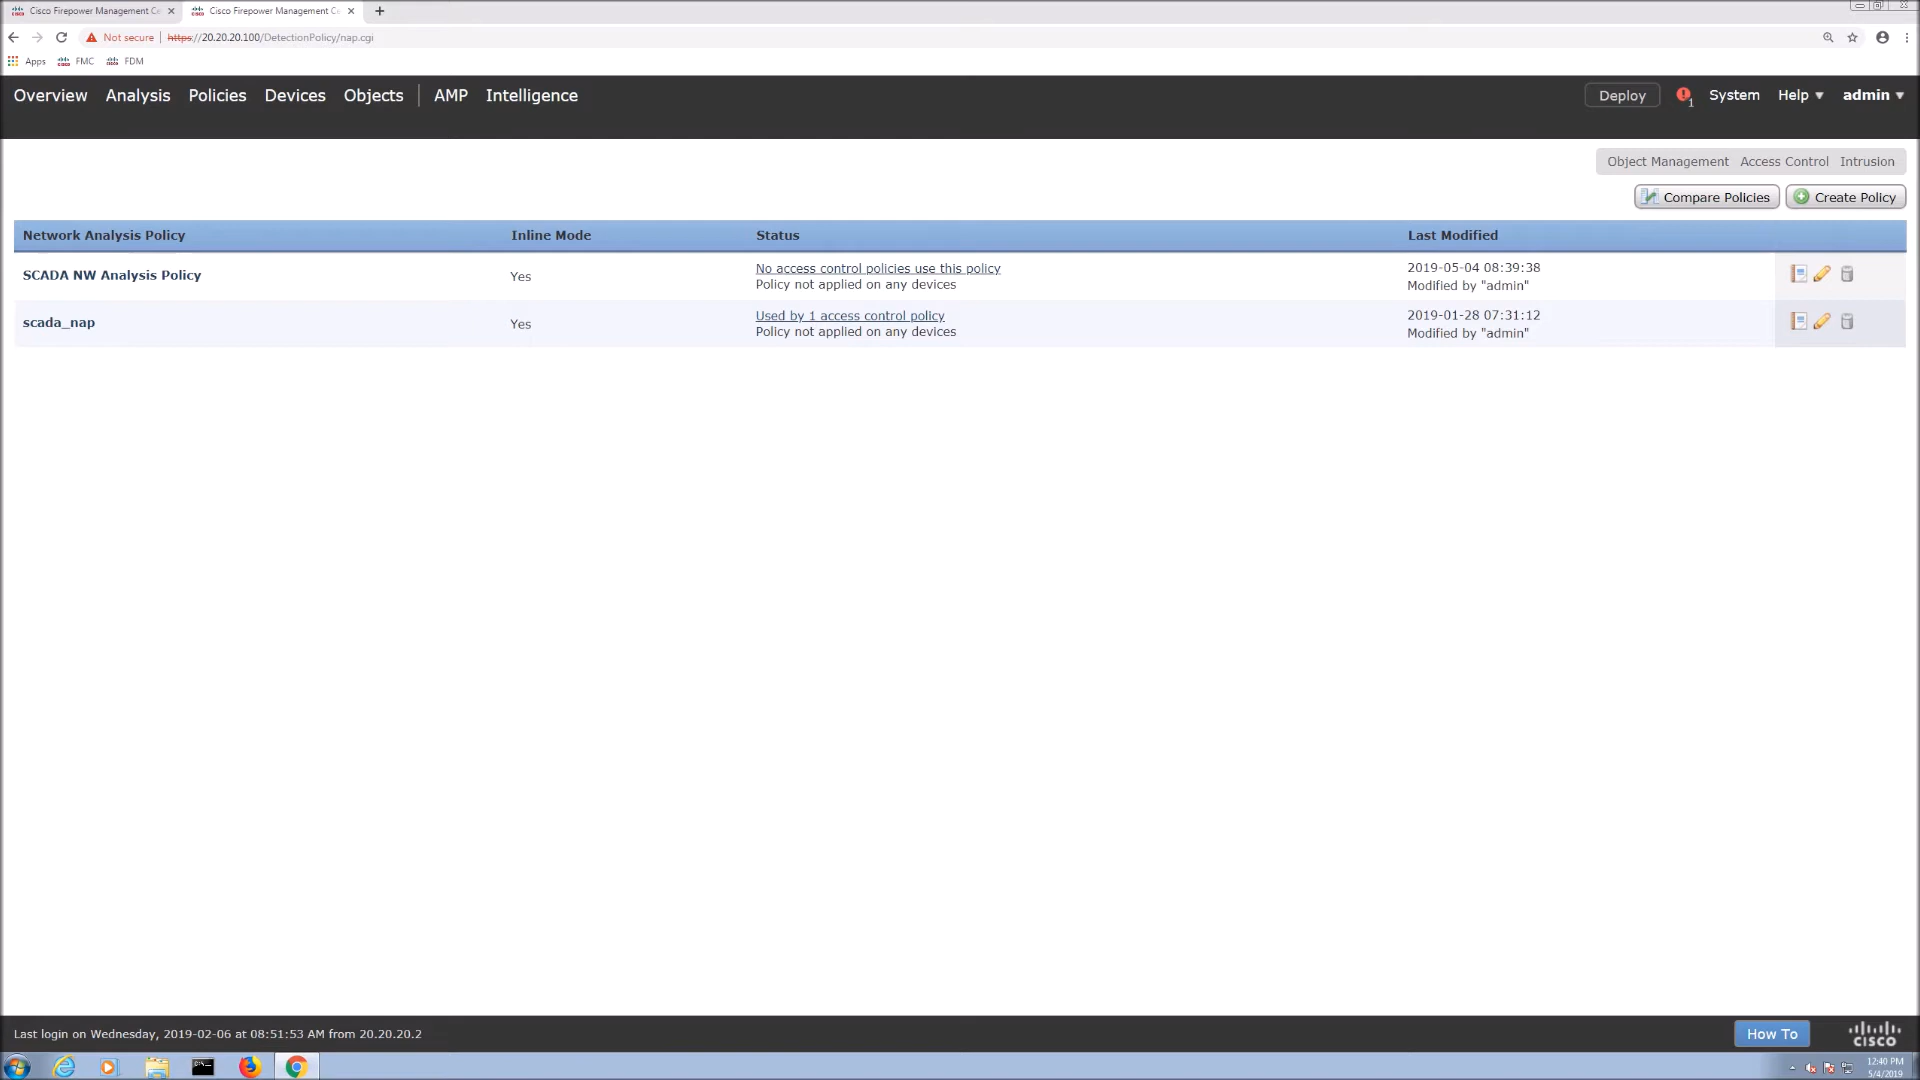 Cisco Firepower Management Ce
Cisco Firepower Management Ce
Not secure | https://20.20.20.100/DetectionPolicy/nap.cgi
Apps FMC FDM
Overview Analysis Policies Devices Objects AMP Intelligence Deploy 1 System Help admin
Object Management Access Control Intrusion
Compare Policies Create Policy
Network Analysis Policy Inline Mode Status Last Modified
SCADA NW Analysis Policy Yes No access control policies use this policy 2019-05-04 08:39:38
Policy not applied on any devices Modified by "admin"
scada_nap Yes Used by 1 access control policy 2019-01-28 07:31:12
Policy not applied on any devices Modified by "admin"
Last login on Wednesday, 2019-02-06 at 08:51:53 AM from 20.20.20.2 How To
CISCO
12:40 PM
5/4/2019